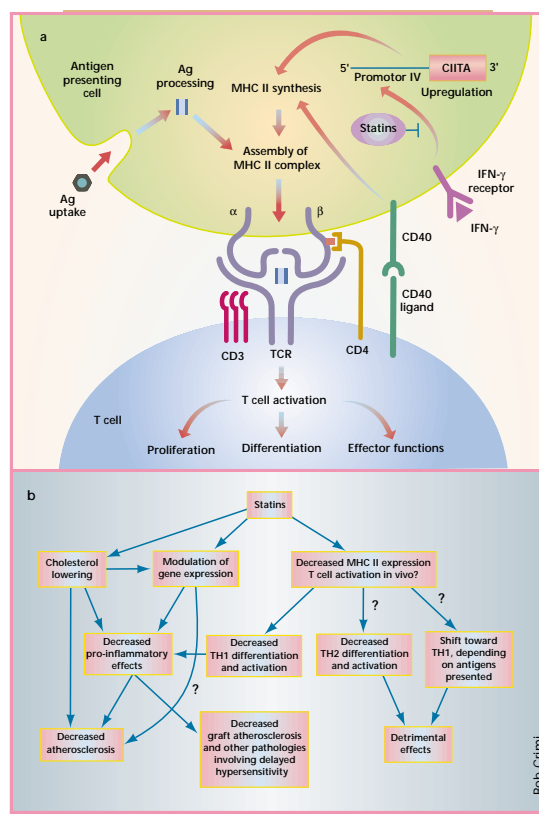 a
Antigen
presenting
cell
Ag
processing
MHC II synthesis
5'
Promotor IV
CIITA
3'
Upregulation
Statins
Assembly of
MHC II complex
Ag
uptake
IFN-γ
receptor
IFN-γ
α
β
CD40
CD40
ligand
CD3
TCR
CD4
T cell activation
T cell
Proliferation
Differentiation
Effector functions
b
Statins
Cholesterol
lowering
Modulation of
gene expression
Decreased MHC II expression
T cell activation in vivo?
?
?
Decreased
pro-inflammatory
effects
Decreased
TH1 differentiation
and activation
Decreased
TH2 differentiation
and activation
Shift toward
TH1, depending
on antigens
presented
?
Decreased
atherosclerosis
Decreased
graft atherosclerosis
and other pathologies
involving delayed
hypersensitivity
Detrimental
effects
Bob Crimi